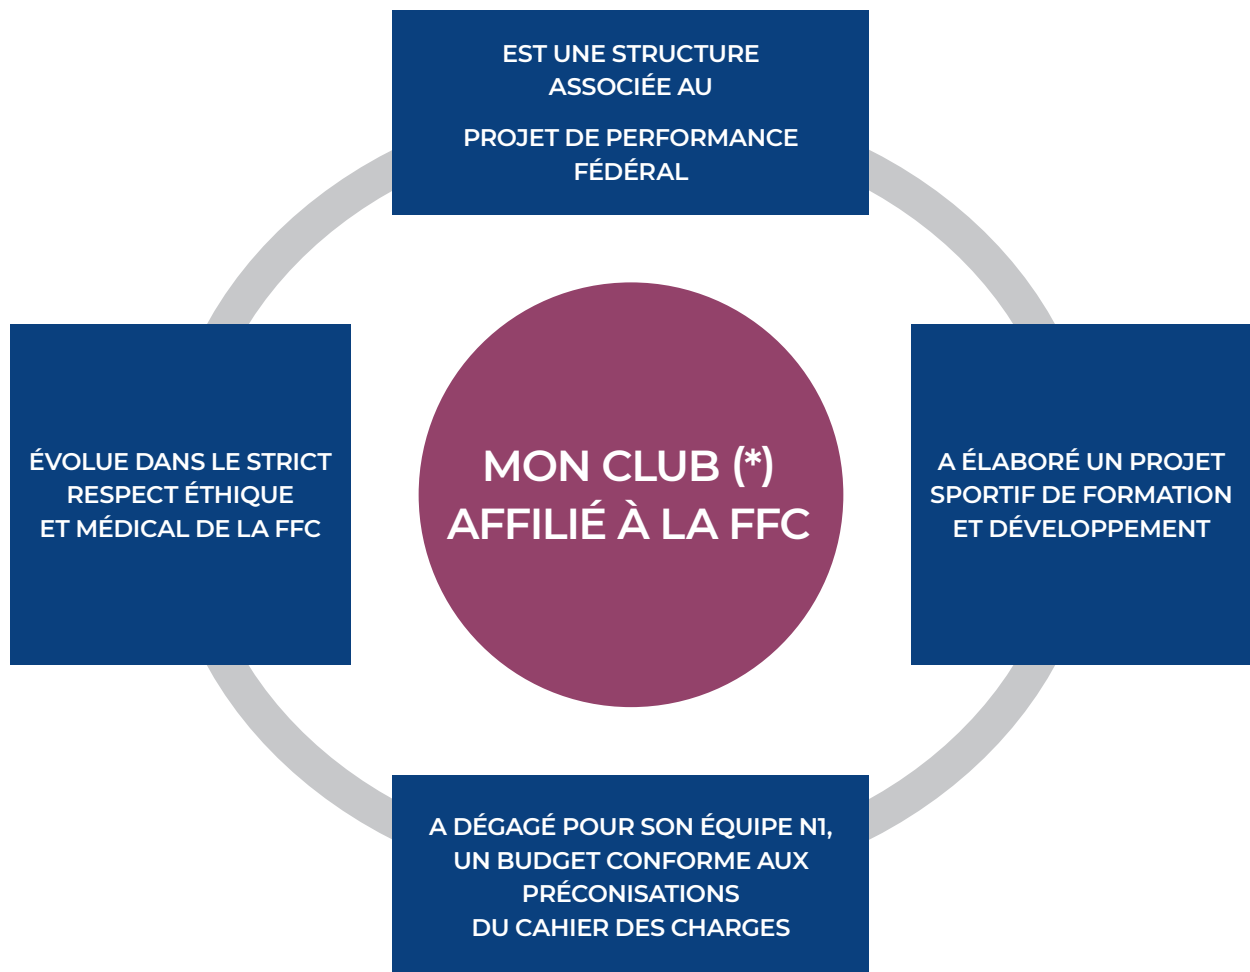 EST UNE STRUCTURE
ASSOCIÉE AU
PROJET DE PERFORMANCE
FÉDÉRAL
ÉVOLUE DANS LE STRICT
RESPECT ÉTHIQUE
ET MÉDICAL DE LA FFC
MON CLUB (*)
AFFILIÉ À LA FFC
A ÉLABORÉ UN PROJET
SPORTIF DE FORMATION
ET DÉVELOPPEMENT
A DÉGAGÉ POUR SON ÉQUIPE N1,
UN BUDGET CONFORME AUX
PRÉCONISATIONS
DU CAHIER DES CHARGES